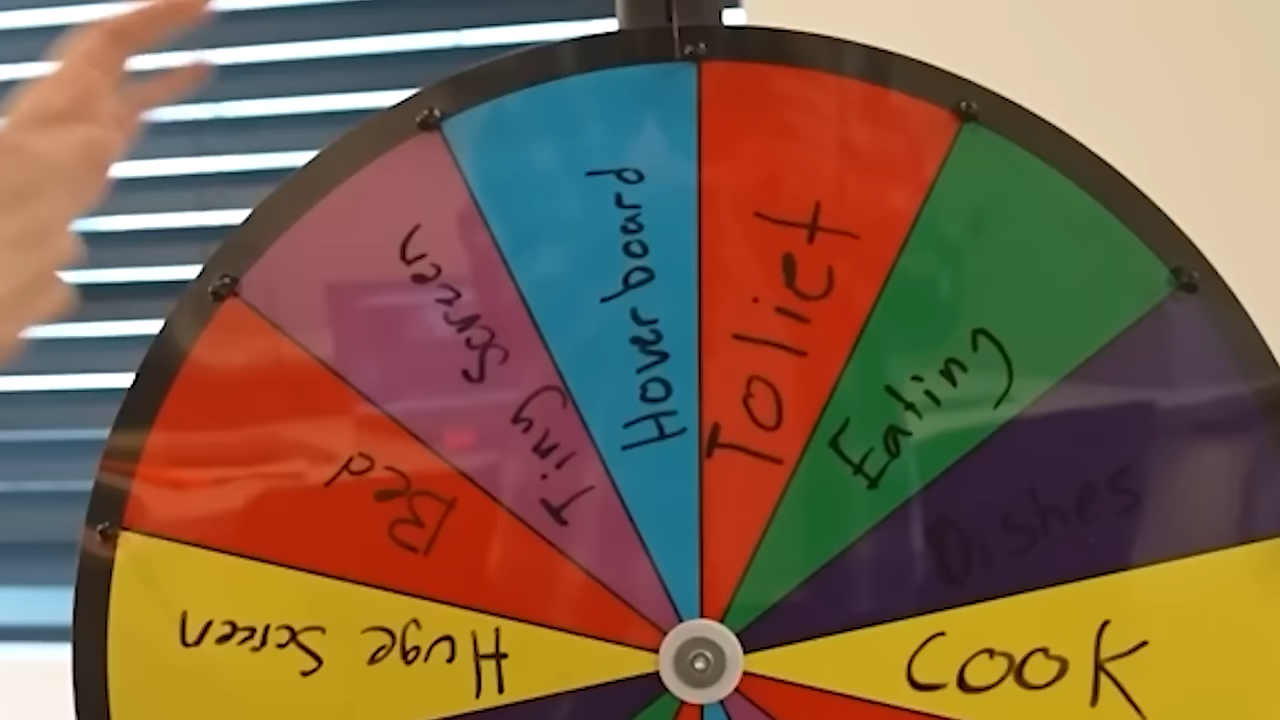 Huge Screen
Bed
Tiny Screen
Hoverboard
Toliet
Eating
Dishes
Cook